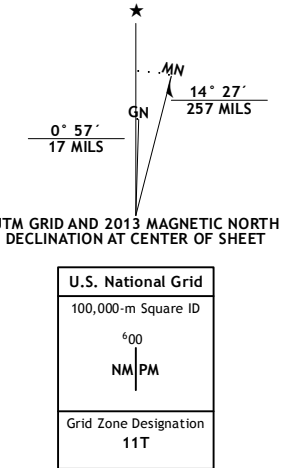 ★
MN
GN
14° 27´
257 MILS
0° 57´
17 MILS
UTM GRID AND 2013 MAGNETIC NORTH
DECLINATION AT CENTER OF SHEET
U.S. National Grid
100,000-m Square ID
⁶00
NM PM
Grid Zone Designation
11T